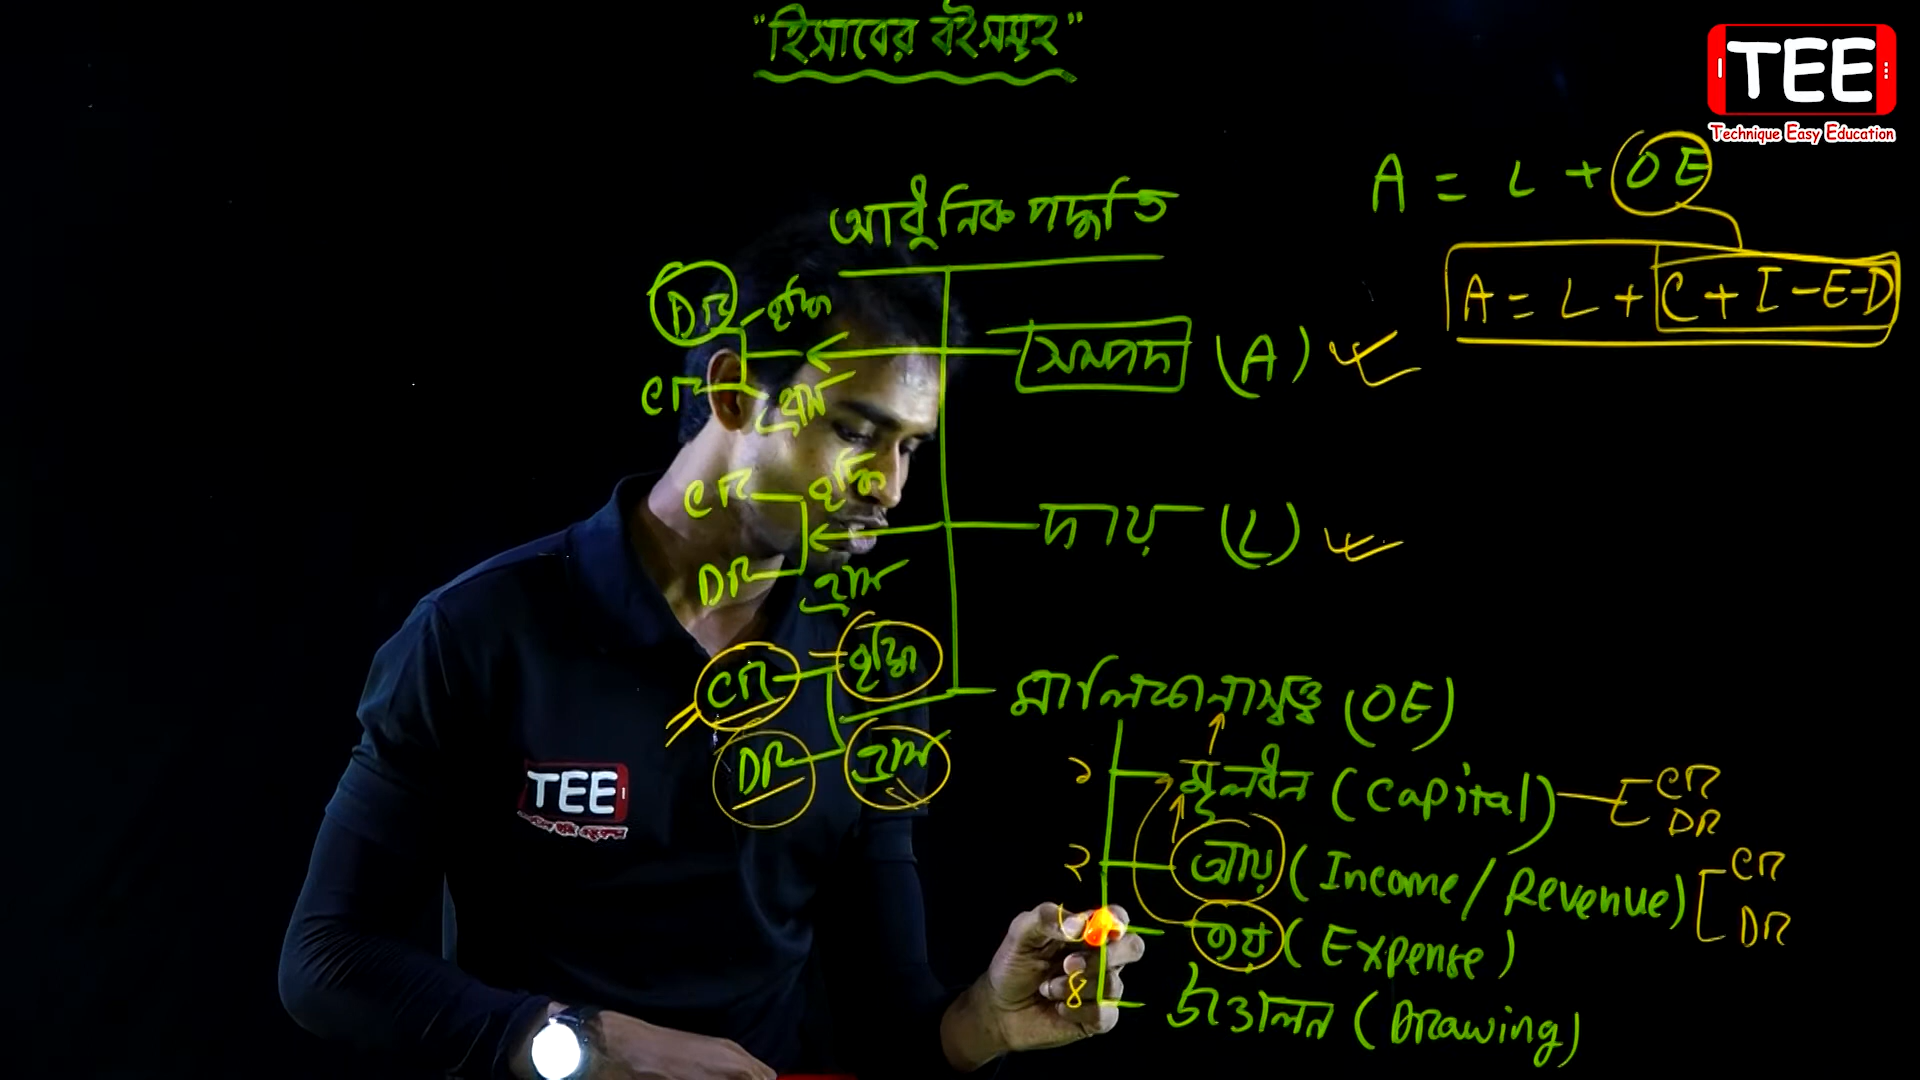 "হিসাবের বইসমূহ"
TEE
Technique Easy Education
A = L + OE
A = L + C + I - E - D
আধুনিক পদ্ধতি
DR বৃদ্ধি
CR হ্রাস
সম্পদ (A)
CR বৃদ্ধি
DR হ্রাস
দায় (L)
CR বৃদ্ধি
DR হ্রাস
মালিকানাস্বত্ত্ব (OE)
১ মূলধন (Capital) CR
DR
২ আয় (Income/Revenue) CR
DR
ব্যয় (Expense)
৪ উত্তোলন (Drawing)
TEE